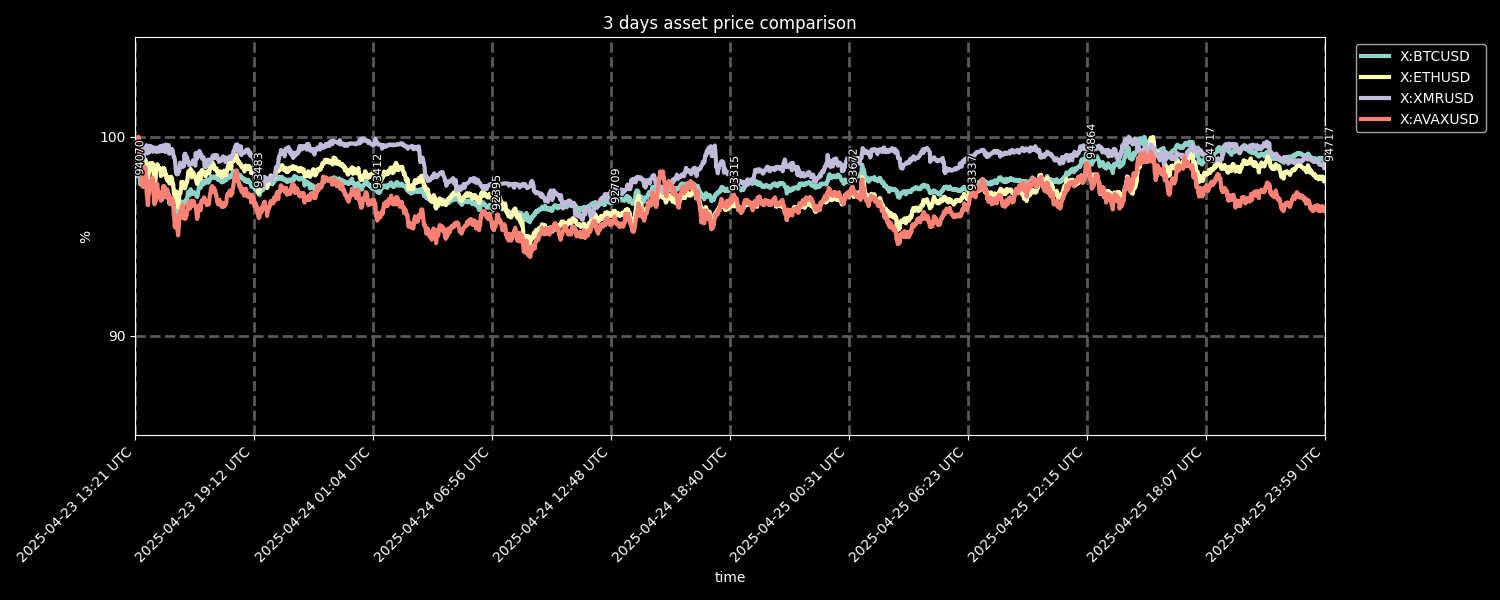 3 days asset price comparison
X:BTCUSD
X:ETHUSD
X:XMRUSD
X:AVAXUSD
100
90
%
94070
93483
93412
92395
92709
93315
93672
93337
94864
94717
94717
2025-04-23 13:21 UTC
2025-04-23 19:12 UTC
2025-04-24 01:04 UTC
2025-04-24 06:56 UTC
2025-04-24 12:48 UTC
2025-04-24 18:40 UTC
2025-04-25 00:31 UTC
2025-04-25 06:23 UTC
2025-04-25 12:15 UTC
2025-04-25 18:07 UTC
2025-04-25 23:59 UTC
time